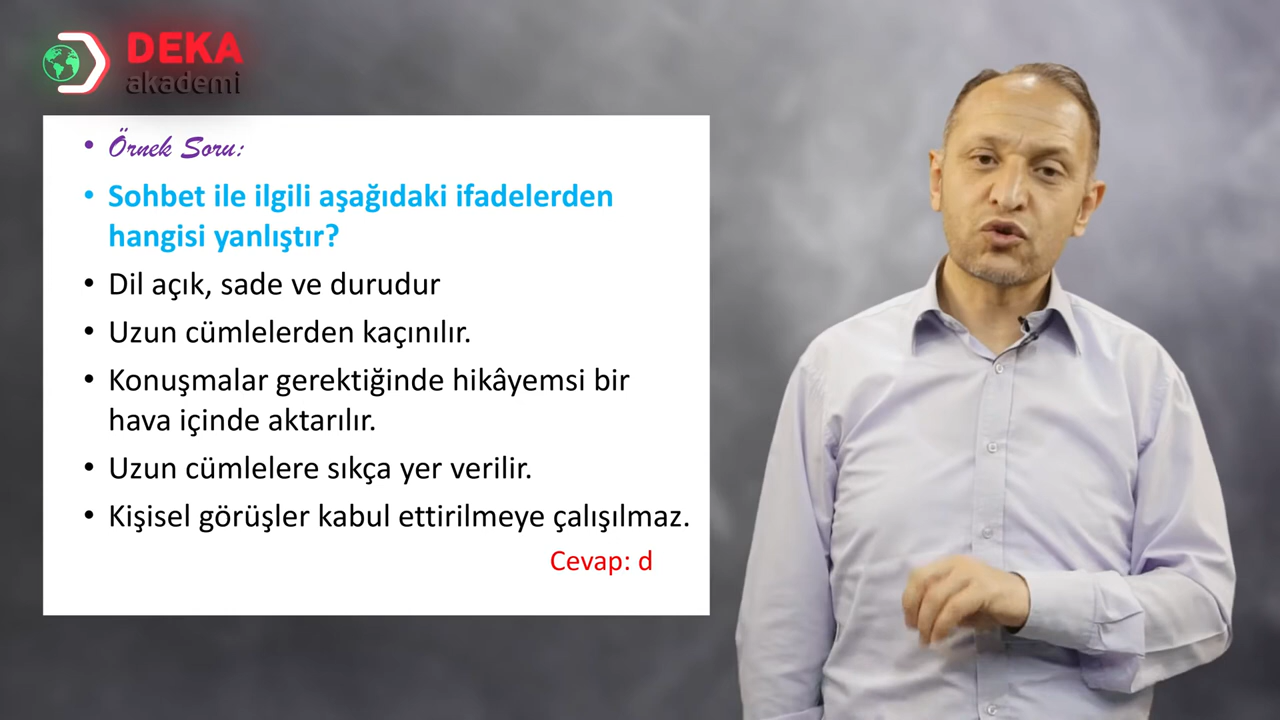 DEKA
akademi
• Örnek Soru:
• Sohbet ile ilgili aşağıdaki ifadelerden
hangisi yanlıştır?
• Dil açık, sade ve durudur
• Uzun cümlelerden kaçınılır.
• Konuşmalar gerektiğinde hikâyemsi bir
hava içinde aktarılır.
• Uzun cümlelere sıkça yer verilir.
• Kişisel görüşler kabul ettirilmeye çalışılmaz.
Cevap: d